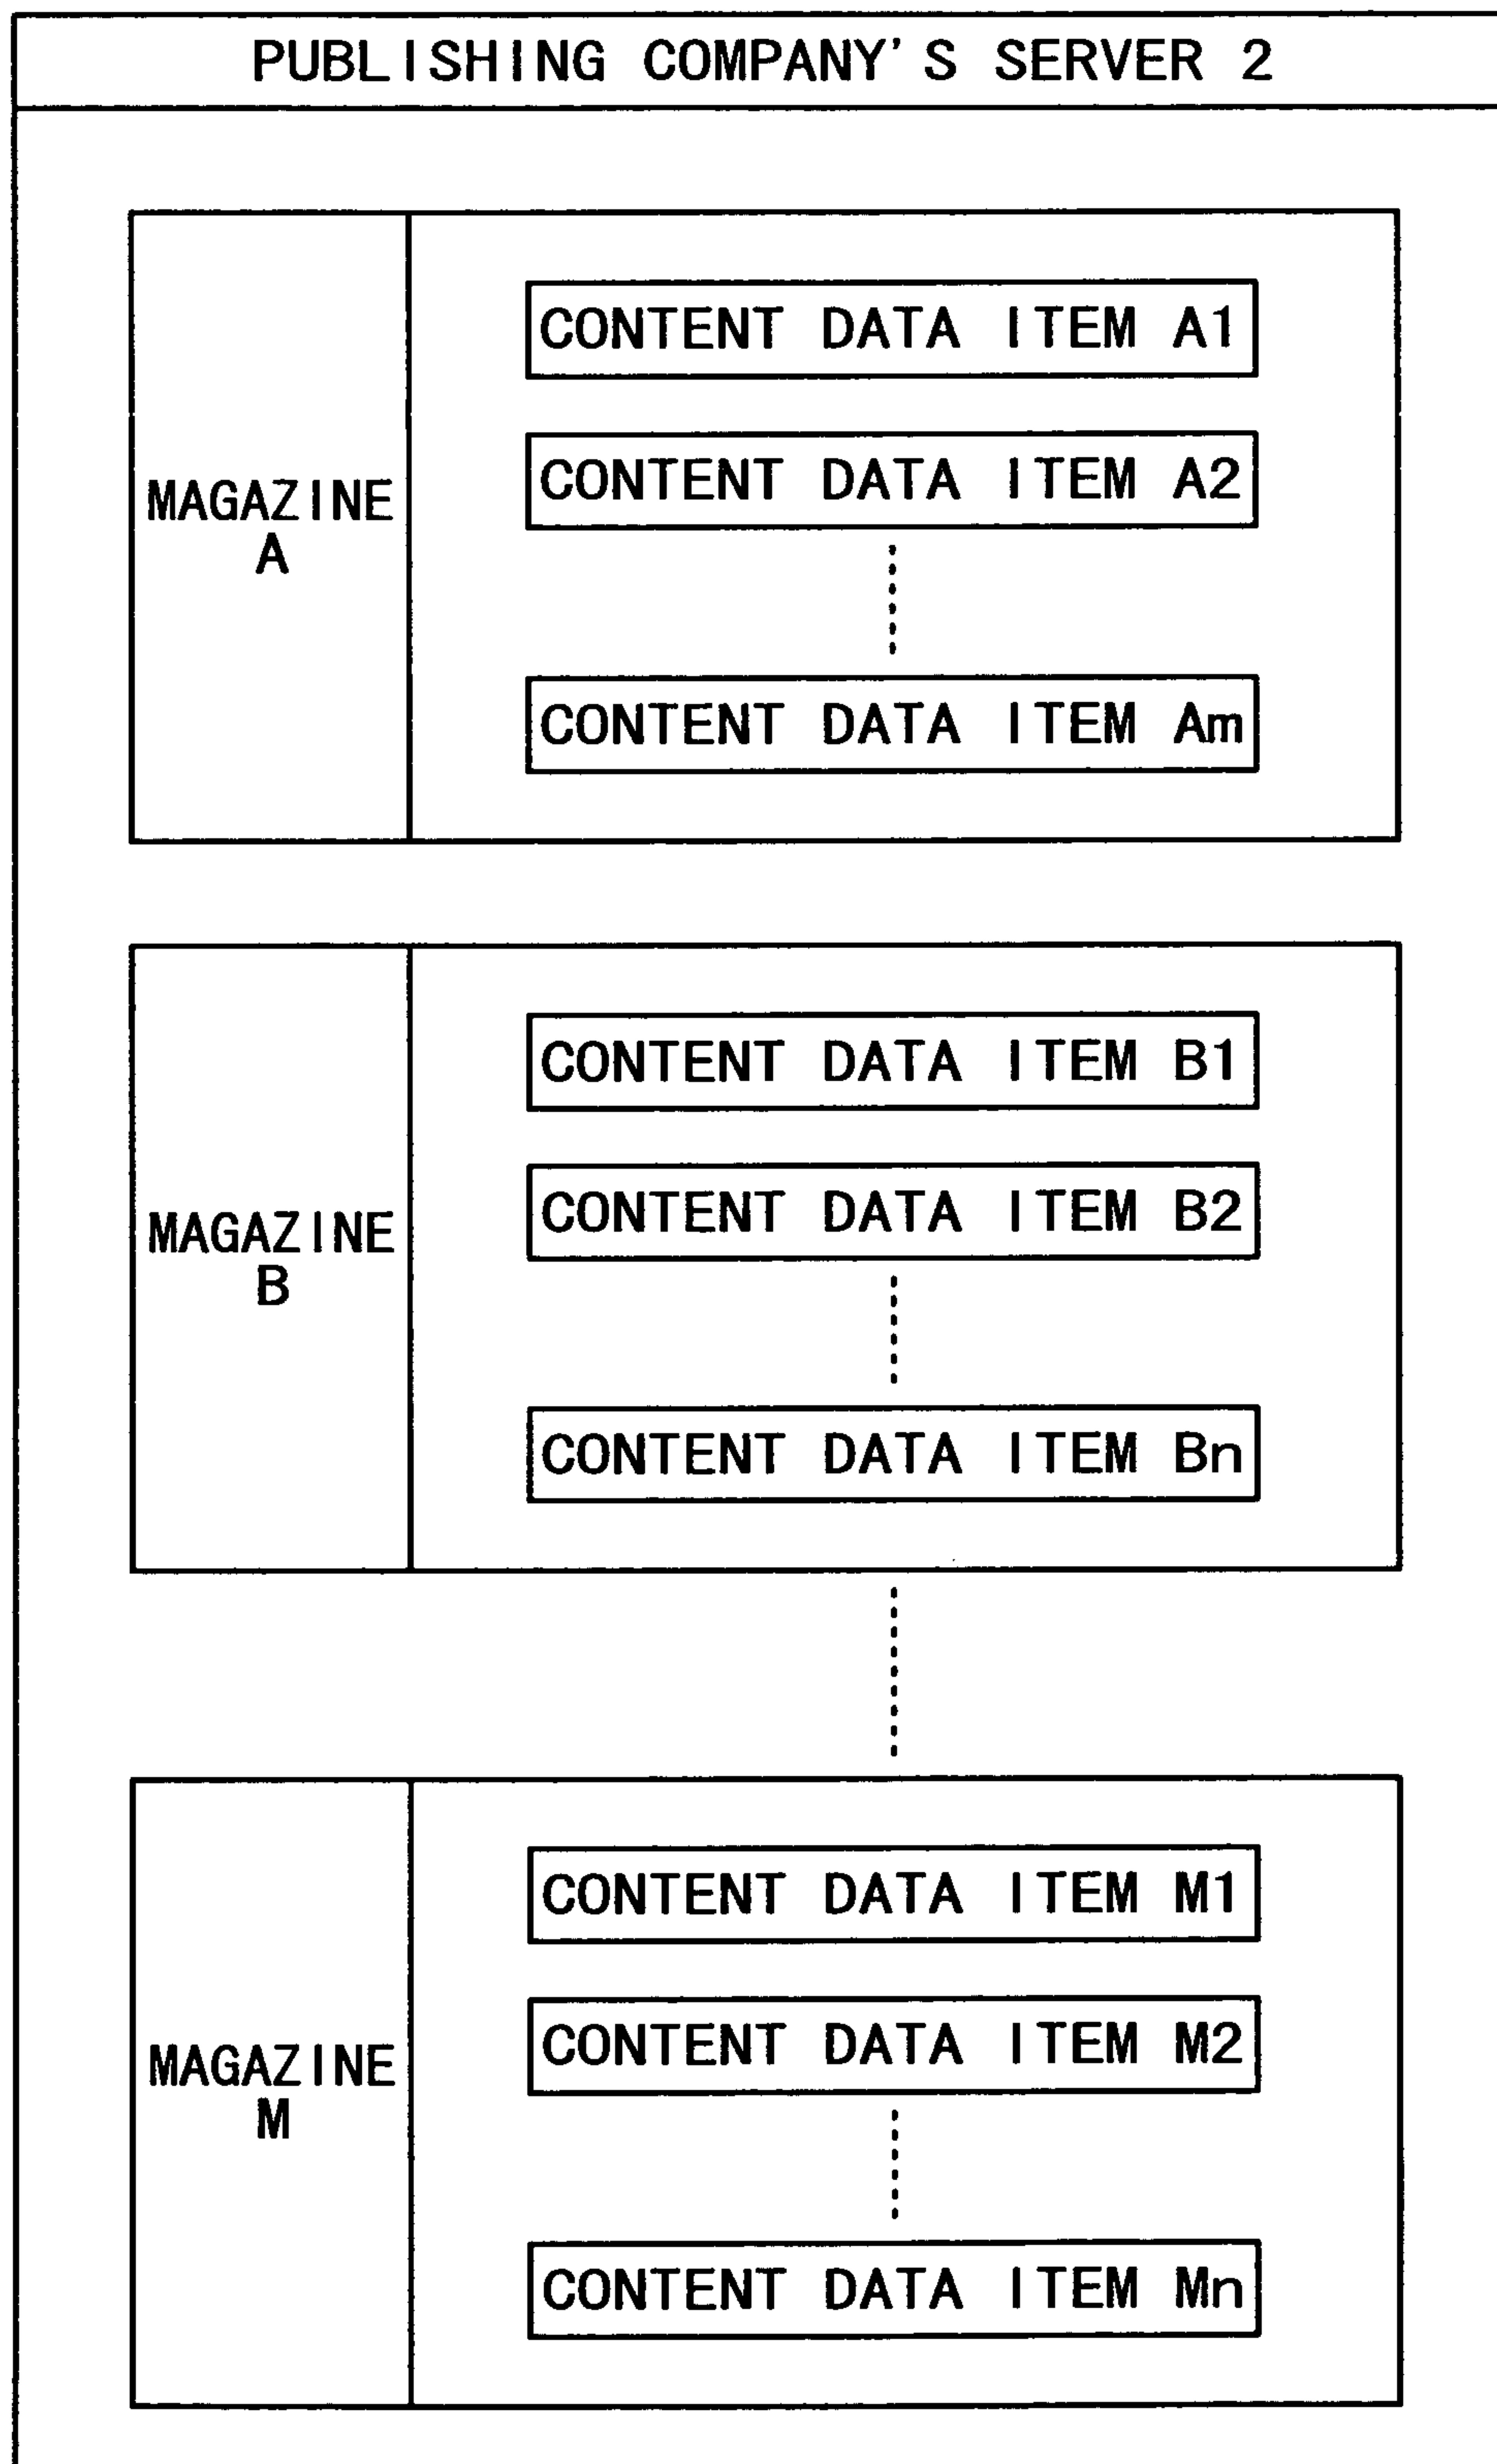 PUBLISHING COMPANY'S SERVER 2
CONTENT DATA ITEM A1
CONTENT DATA ITEM A2
MAGAZINE
A
CONTENT DATA ITEM Am
CONTENT DATA ITEM B1
CONTENT DATA ITEM B2
MAGAZINE
B
CONTENT DATA ITEM Bn
CONTENT DATA ITEM M1
CONTENT DATA ITEM M2
MAGAZINE
M
CONTENT DATA ITEM Mn